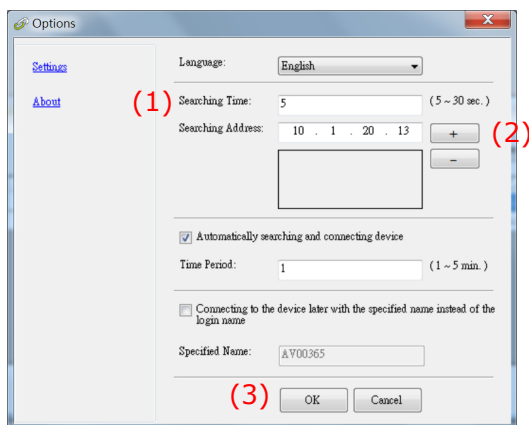 Options
Settings
About
Language: English
(1) Searching Time: 5 (5 ~ 30 sec.)
Searching Address: 10 . 1 . 20 . 13 + (2)
−
Automatically searching and connecting device
Time Period: 1 (1 ~ 5 min.)
Connecting to the device later with the specified name instead of the
login name
Specified Name: AV00365
(3) OK Cancel